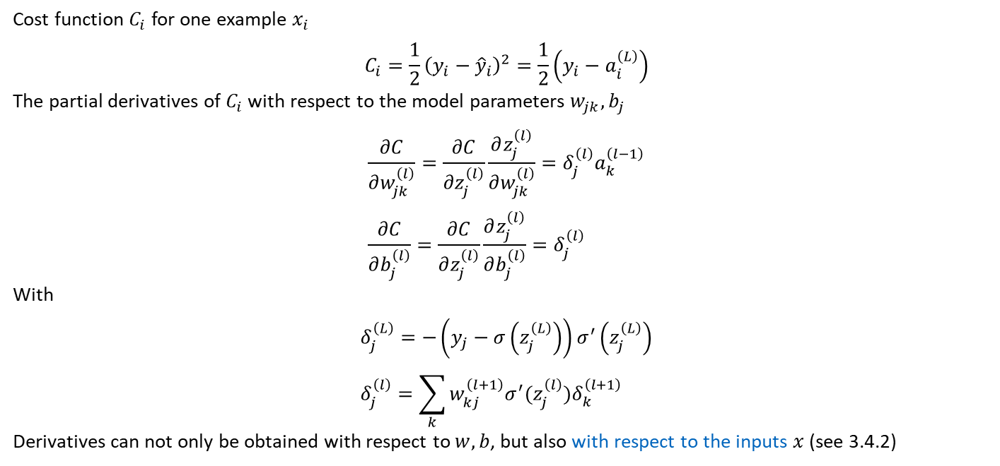 Cost function $C_i$ for one example $x_i$
$C_i = \frac{1}{2}(y_i - \hat{y}_i)^2 = \frac{1}{2}\left(y_i - a_i^{(L)}\right)$
The partial derivatives of $C_i$ with respect to the model parameters $w_{jk}, b_j$
$\frac{\partial C}{\partial w_{jk}^{(l)}} = \frac{\partial C}{\partial z_j^{(l)}} \frac{\partial z_j^{(l)}}{\partial w_{jk}^{(l)}} = \delta_j^{(l)} a_k^{(l-1)}$
$\frac{\partial C}{\partial b_j^{(l)}} = \frac{\partial C}{\partial z_j^{(l)}} \frac{\partial z_j^{(l)}}{\partial b_j^{(l)}} = \delta_j^{(l)}$
With
$\delta_j^{(L)} = -\left(y_j - \sigma\left(z_j^{(L)}\right)\right) \sigma'\left(z_j^{(L)}\right)$
$\delta_j^{(l)} = \sum_k w_{kj}^{(l+1)} \sigma'(z_j^{(l)}) \delta_k^{(l+1)}$
Derivatives can not only be obtained with respect to $w, b$, but also with respect to the inputs $x$ (see 3.4.2)